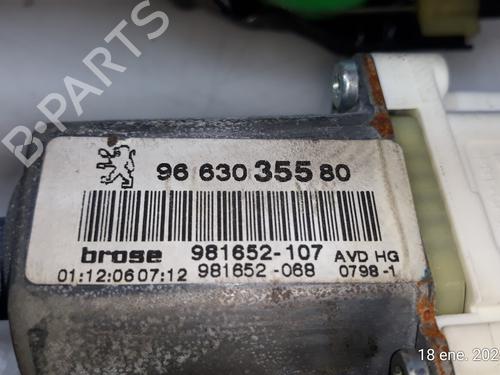 B-PARTS
96 630 355 80
brose 981652-107 AVD HG
01:12:06 07:12 981652-068 0798-1
18 ene. 202